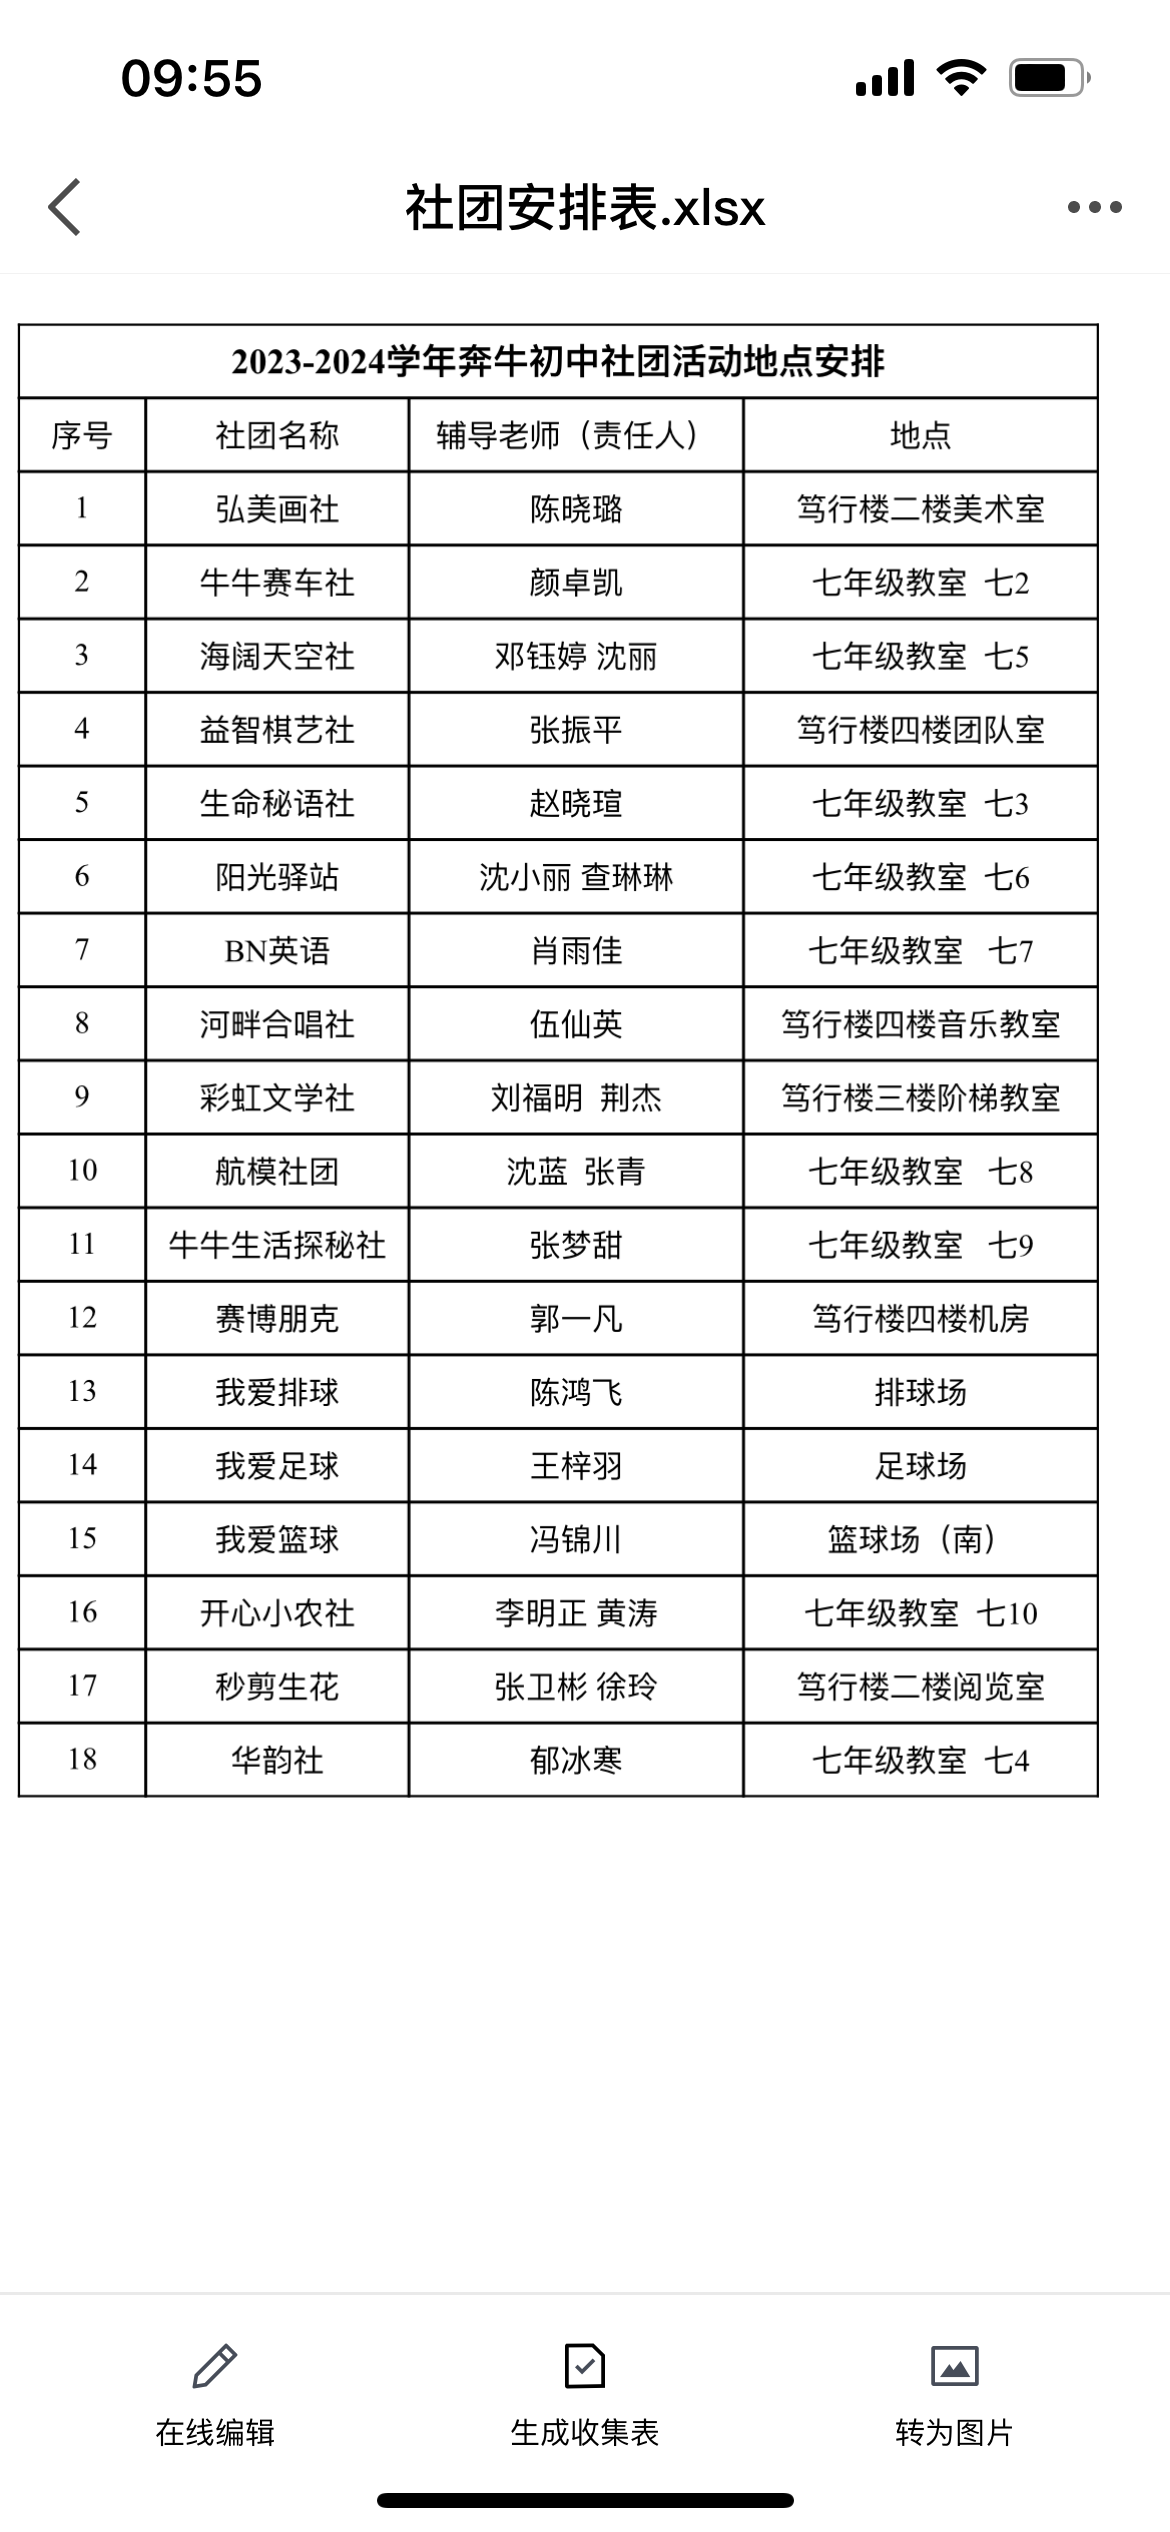 09:55
社团安排表.xlsx
2023-2024学年奔牛初中社团活动地点安排
序号 社团名称 辅导老师（责任人） 地点
1 弘美画社 陈晓璐 笃行楼二楼美术室
2 牛牛赛车社 颜卓凯 七年级教室 七2
3 海阔天空社 邓钰婷 沈丽 七年级教室 七5
4 益智棋艺社 张振平 笃行楼四楼团队室
5 生命秘语社 赵晓瑄 七年级教室 七3
6 阳光驿站 沈小丽 查琳琳 七年级教室 七6
7 BN英语 肖雨佳 七年级教室 七7
8 河畔合唱社 伍仙英 笃行楼四楼音乐教室
9 彩虹文学社 刘福明 荆杰 笃行楼三楼阶梯教室
10 航模社团 沈蓝 张青 七年级教室 七8
11 牛牛生活探秘社 张梦甜 七年级教室 七9
12 赛博朋克 郭一凡 笃行楼四楼机房
13 我爱排球 陈鸿飞 排球场
14 我爱足球 王梓羽 足球场
15 我爱篮球 冯锦川 篮球场（南）
16 开心小农社 李明正 黄涛 七年级教室 七10
17 秒剪生花 张卫彬 徐玲 笃行楼二楼阅览室
18 华韵社 郁冰寒 七年级教室 七4
在线编辑 生成收集表 转为图片